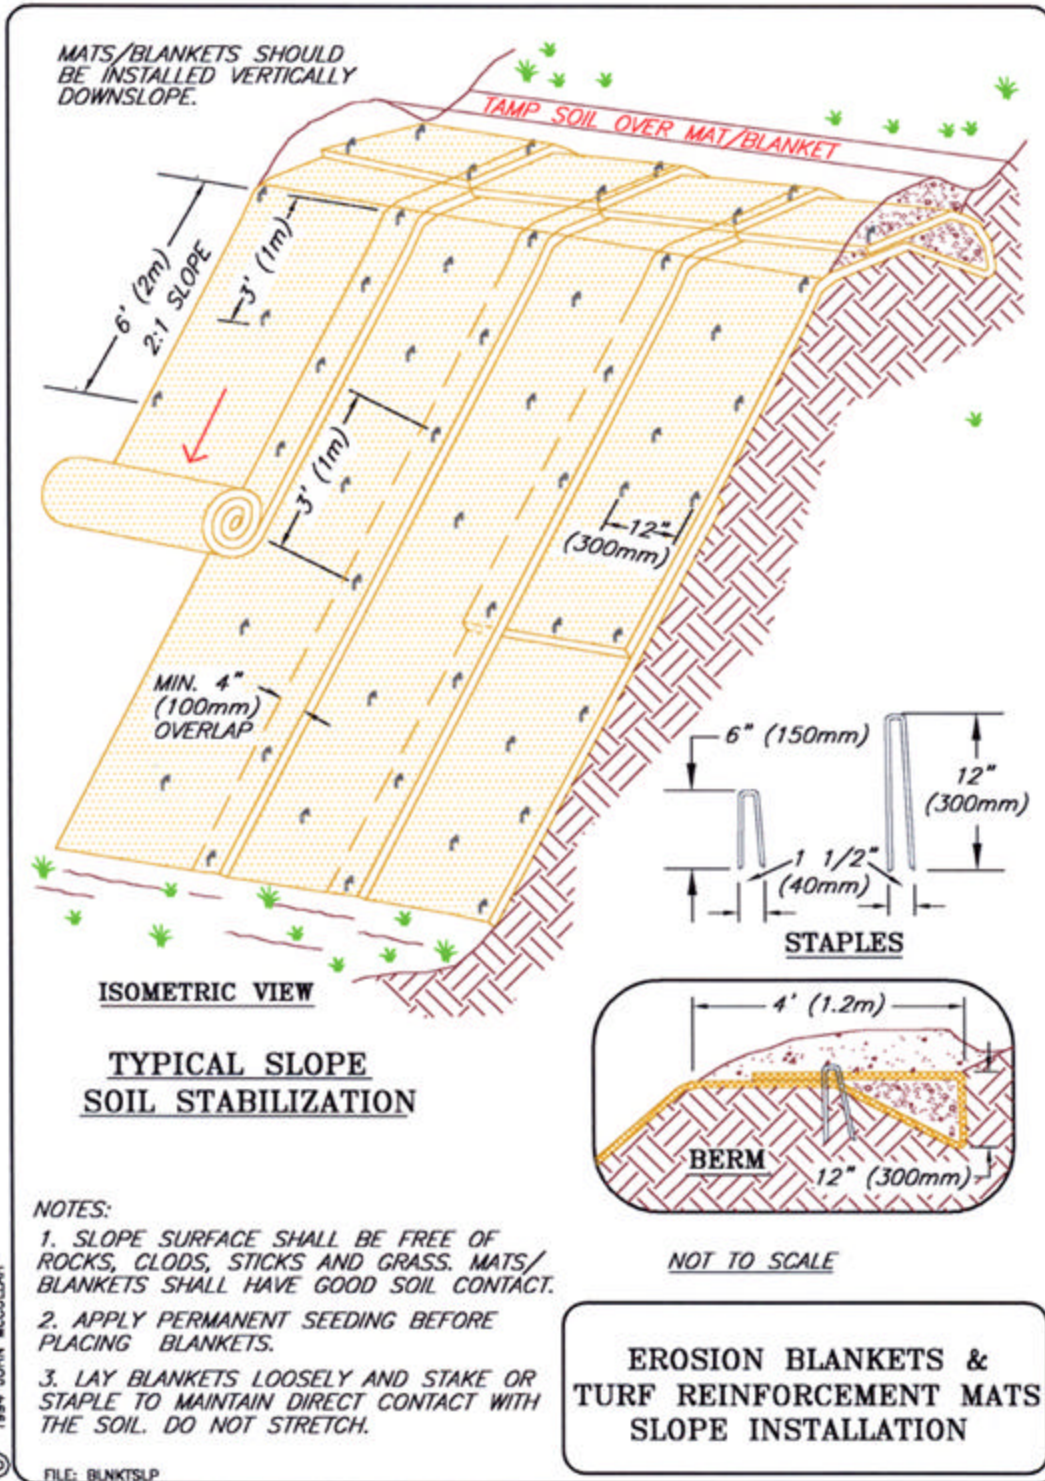 MATS/BLANKETS SHOULD
BE INSTALLED VERTICALLY
DOWNSLOPE.
TAMP SOIL OVER MAT/BLANKET
6' (2m)
2:1 SLOPE
3' (1m)
3' (1m)
12"
(300mm)
MIN. 4"
(100mm)
OVERLAP
6" (150mm)
12"
(300mm)
1 1/2"
(40mm)
STAPLES
ISOMETRIC VIEW
TYPICAL SLOPE
SOIL STABILIZATION
4' (1.2m)
BERM
12" (300mm)
NOT TO SCALE
NOTES:
1. SLOPE SURFACE SHALL BE FREE OF
ROCKS, CLODS, STICKS AND GRASS. MATS/
BLANKETS SHALL HAVE GOOD SOIL CONTACT.
2. APPLY PERMANENT SEEDING BEFORE
PLACING BLANKETS.
3. LAY BLANKETS LOOSELY AND STAKE OR
STAPLE TO MAINTAIN DIRECT CONTACT WITH
THE SOIL. DO NOT STRETCH.
EROSION BLANKETS &
TURF REINFORCEMENT MATS
SLOPE INSTALLATION
FILE: BLNKTSLP
© 1994 JOHN